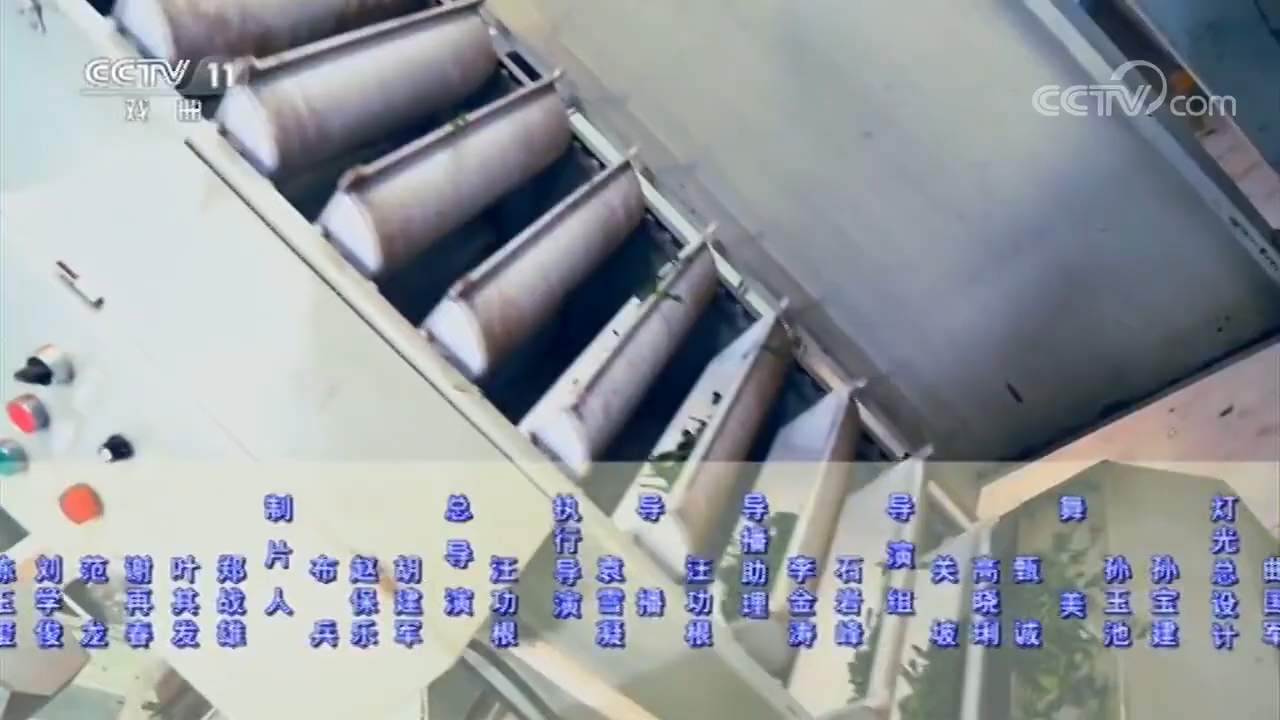 CCTV 11
戏 曲
CCTV.com
刘学俊
范龙
谢再春
叶其发
郑战雄
制片人
布兵
赵保乐
胡建军
总导演
汪功根
执行导演
袁雪凝
导播
汪功根
导播助理
李金涛
石岩峰
导演组
关坡
高晓琍
甄诚
舞美
孙玉池
孙宝建
灯光总设计
曲国军